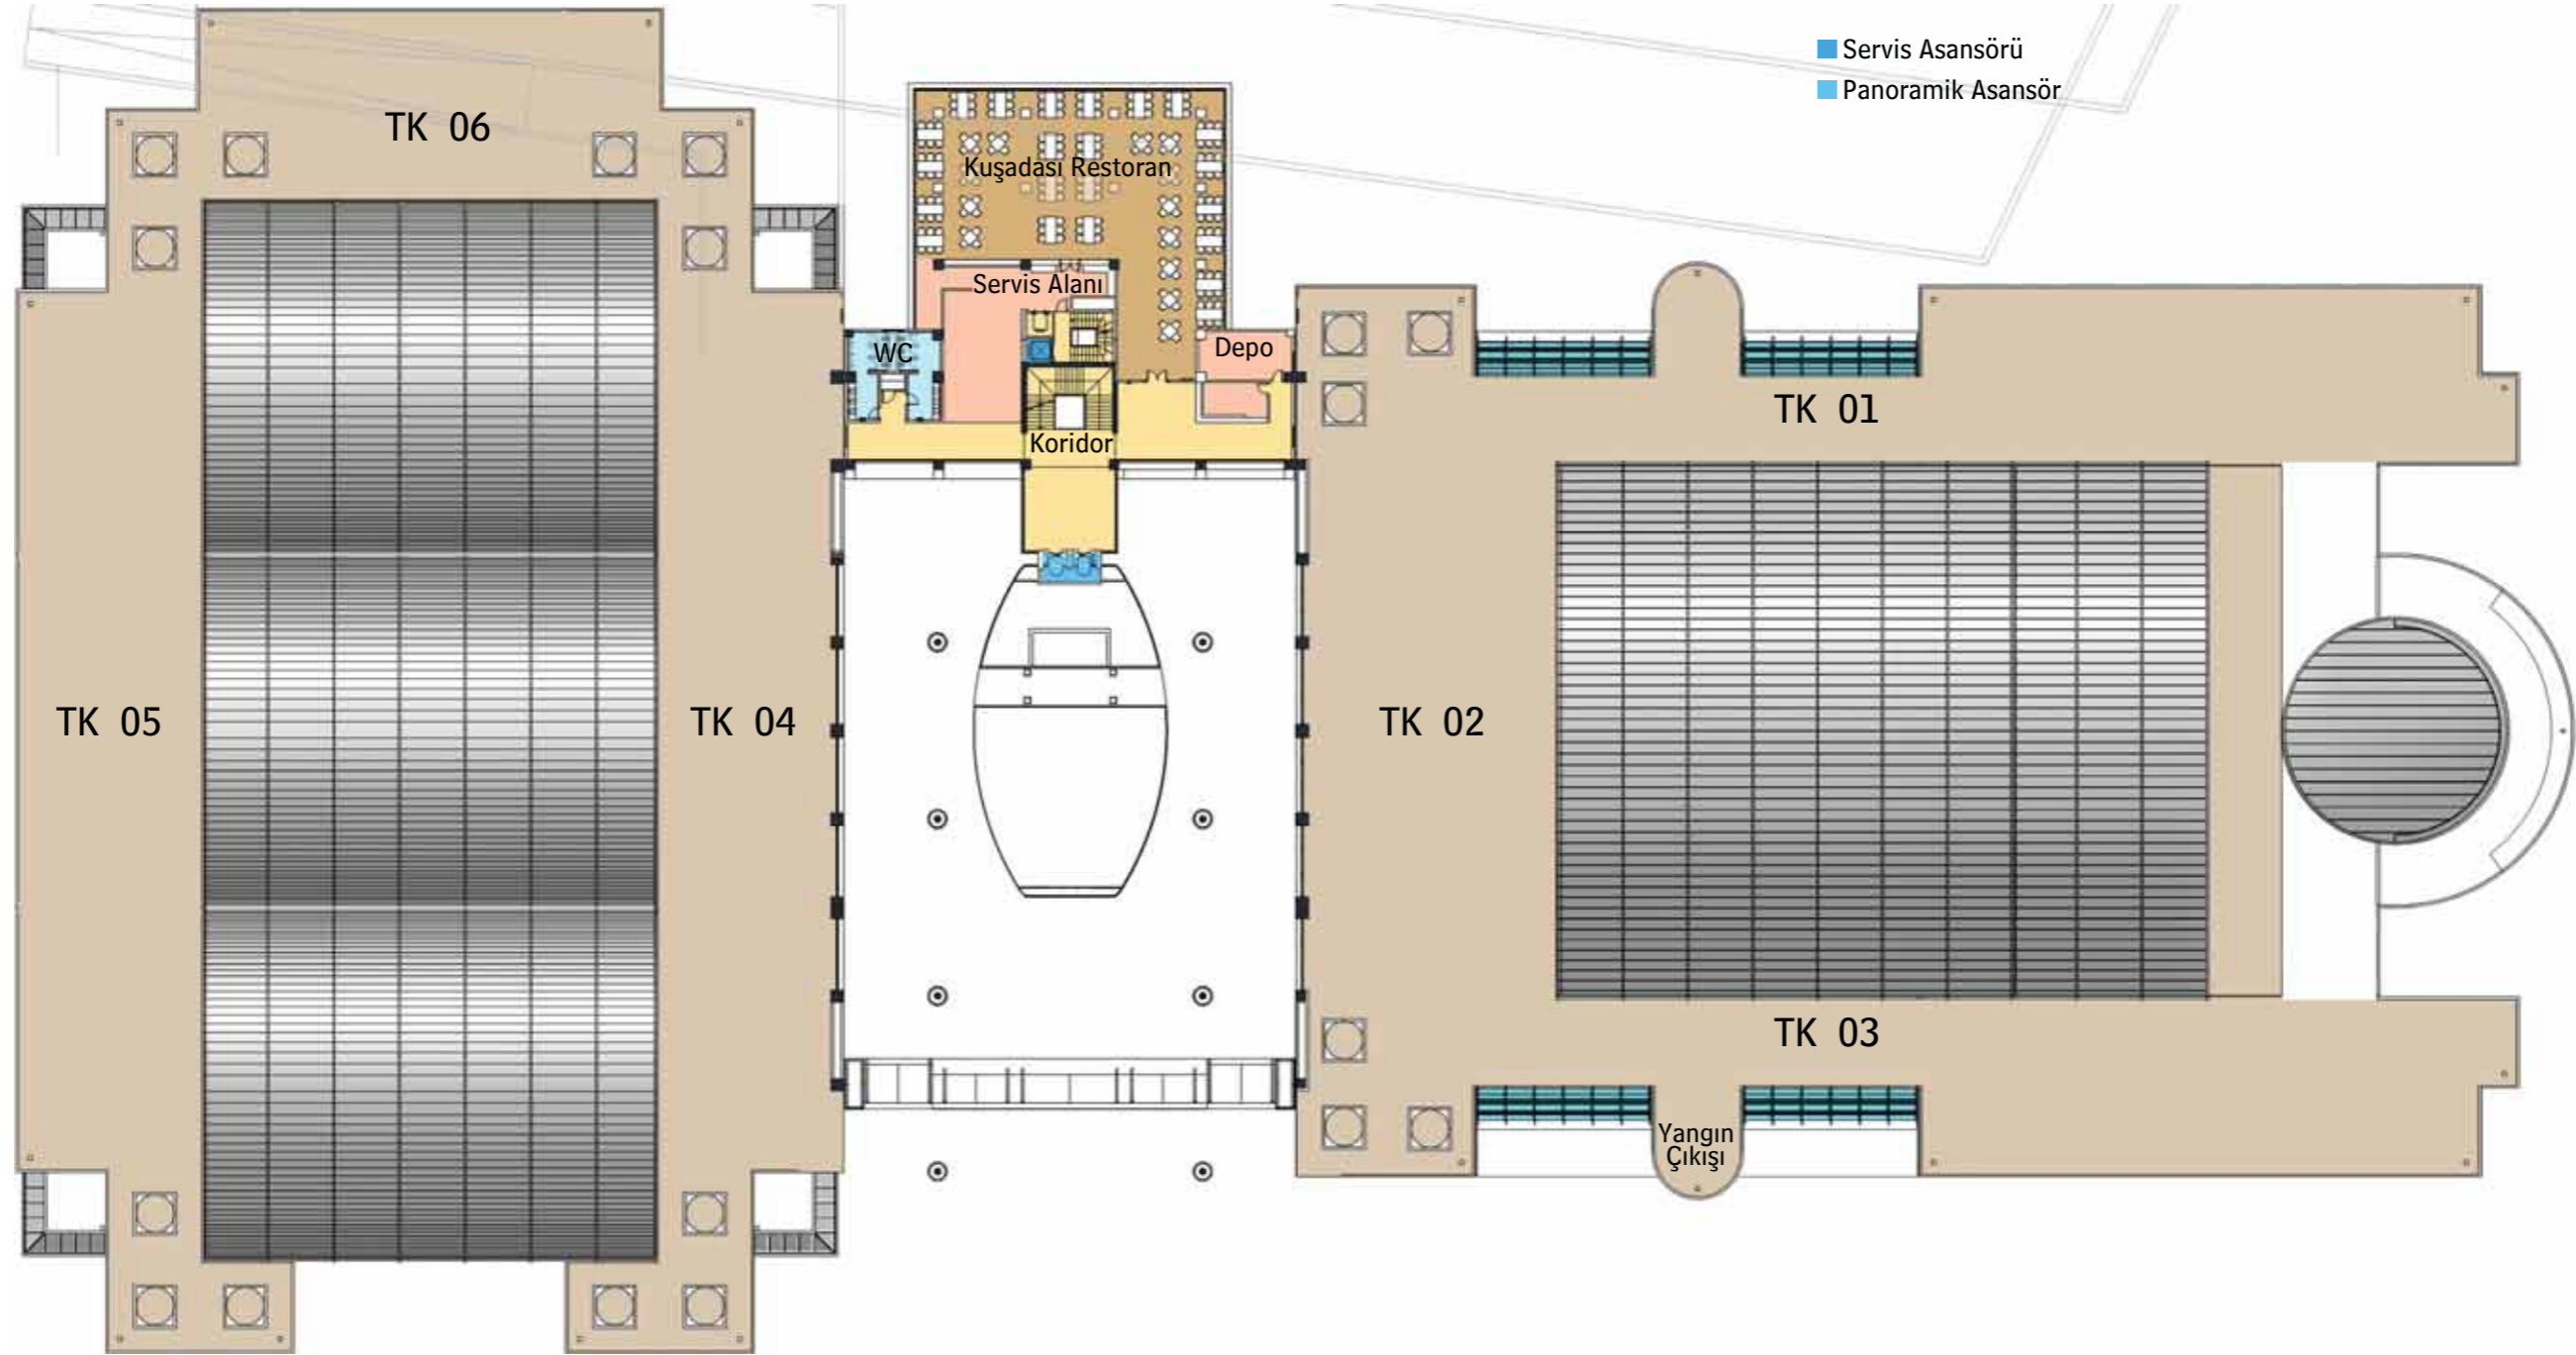 Servis Asansörü
Panoramik Asansör
TK 06
Kuşadası Restoran
Servis Alanı
WC
Depo
Koridor
TK 01
TK 05
TK 04
TK 02
TK 03
Yangın
Çıkışı